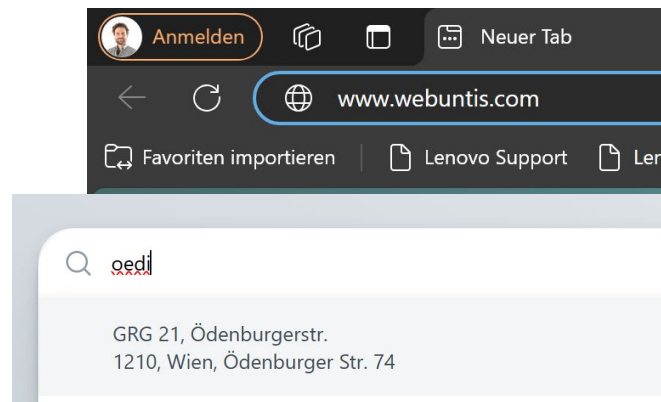 Anmelden
Neuer Tab
www.webuntis.com
Favoriten importieren
Lenovo Support
Ler
oedi
GRG 21, Ödenburgerstr.
1210, Wien, Ödenburger Str. 74